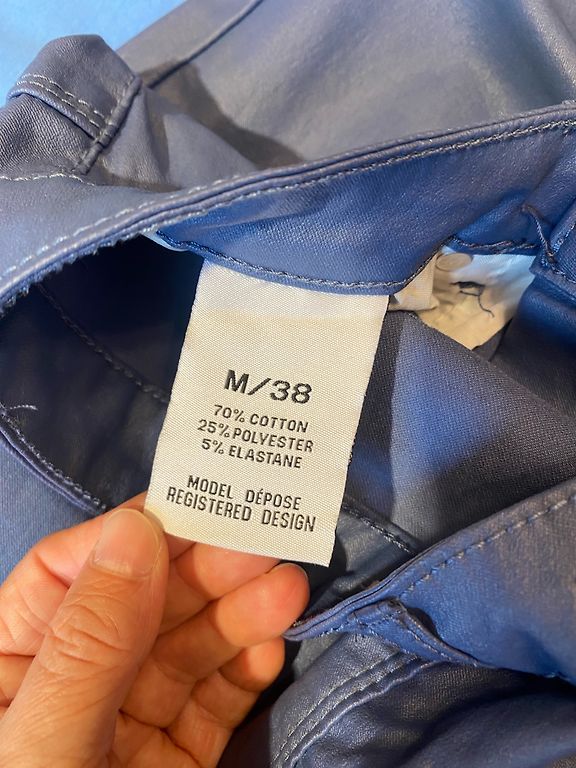 M/38
70% COTTON
25% POLYESTER
5% ELASTANE
MODEL DÉPOSE
REGISTERED DESIGN